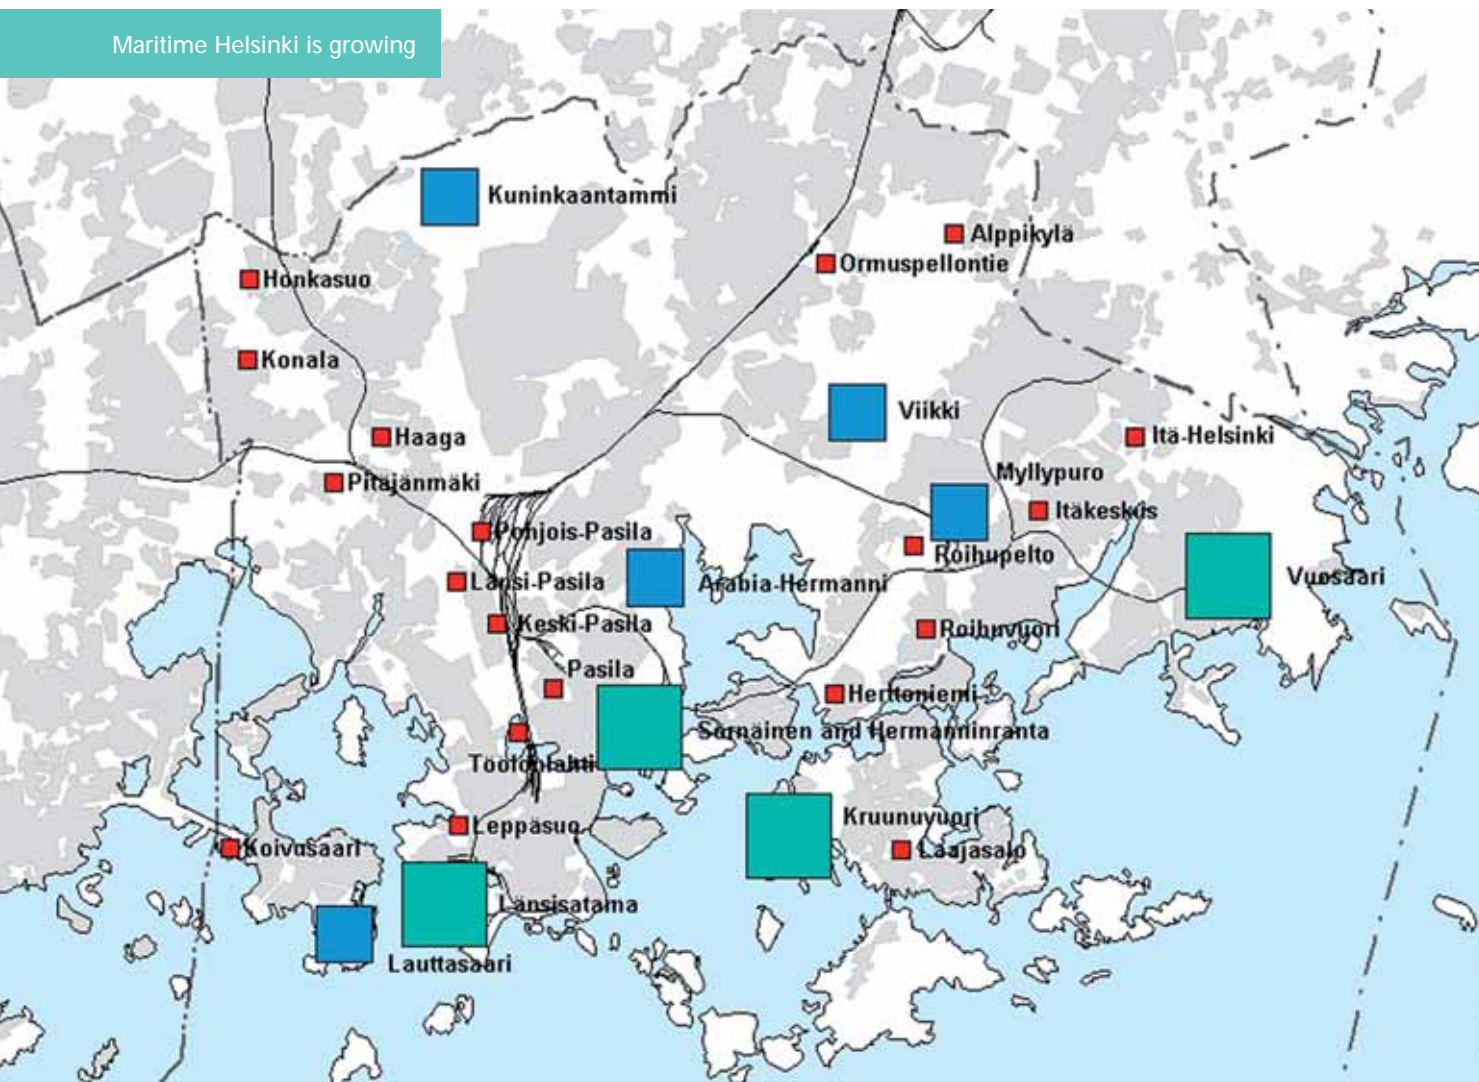 Maritime Helsinki is growing
Kuninkaantammi
Alppikylä
Ormuspellontie
Honkasuo
Konala
Viikki
Haaga
Itä-Helsinki
Myllypuro
Pitäjänmäki
Itäkeskus
Pohjois-Pasila
Roihupelto
Vuosaari
Länsi-Pasila
Arabia-Hermanni
Keski-Pasila
Roihuvuori
Pasila
Herttoniemi
Sörnäinen and Hermanninranta
Töölönlahti
Kruunuvuori
Leppäsuo
Koivusaari
Laajasalo
Länsisatama
Lauttasaari